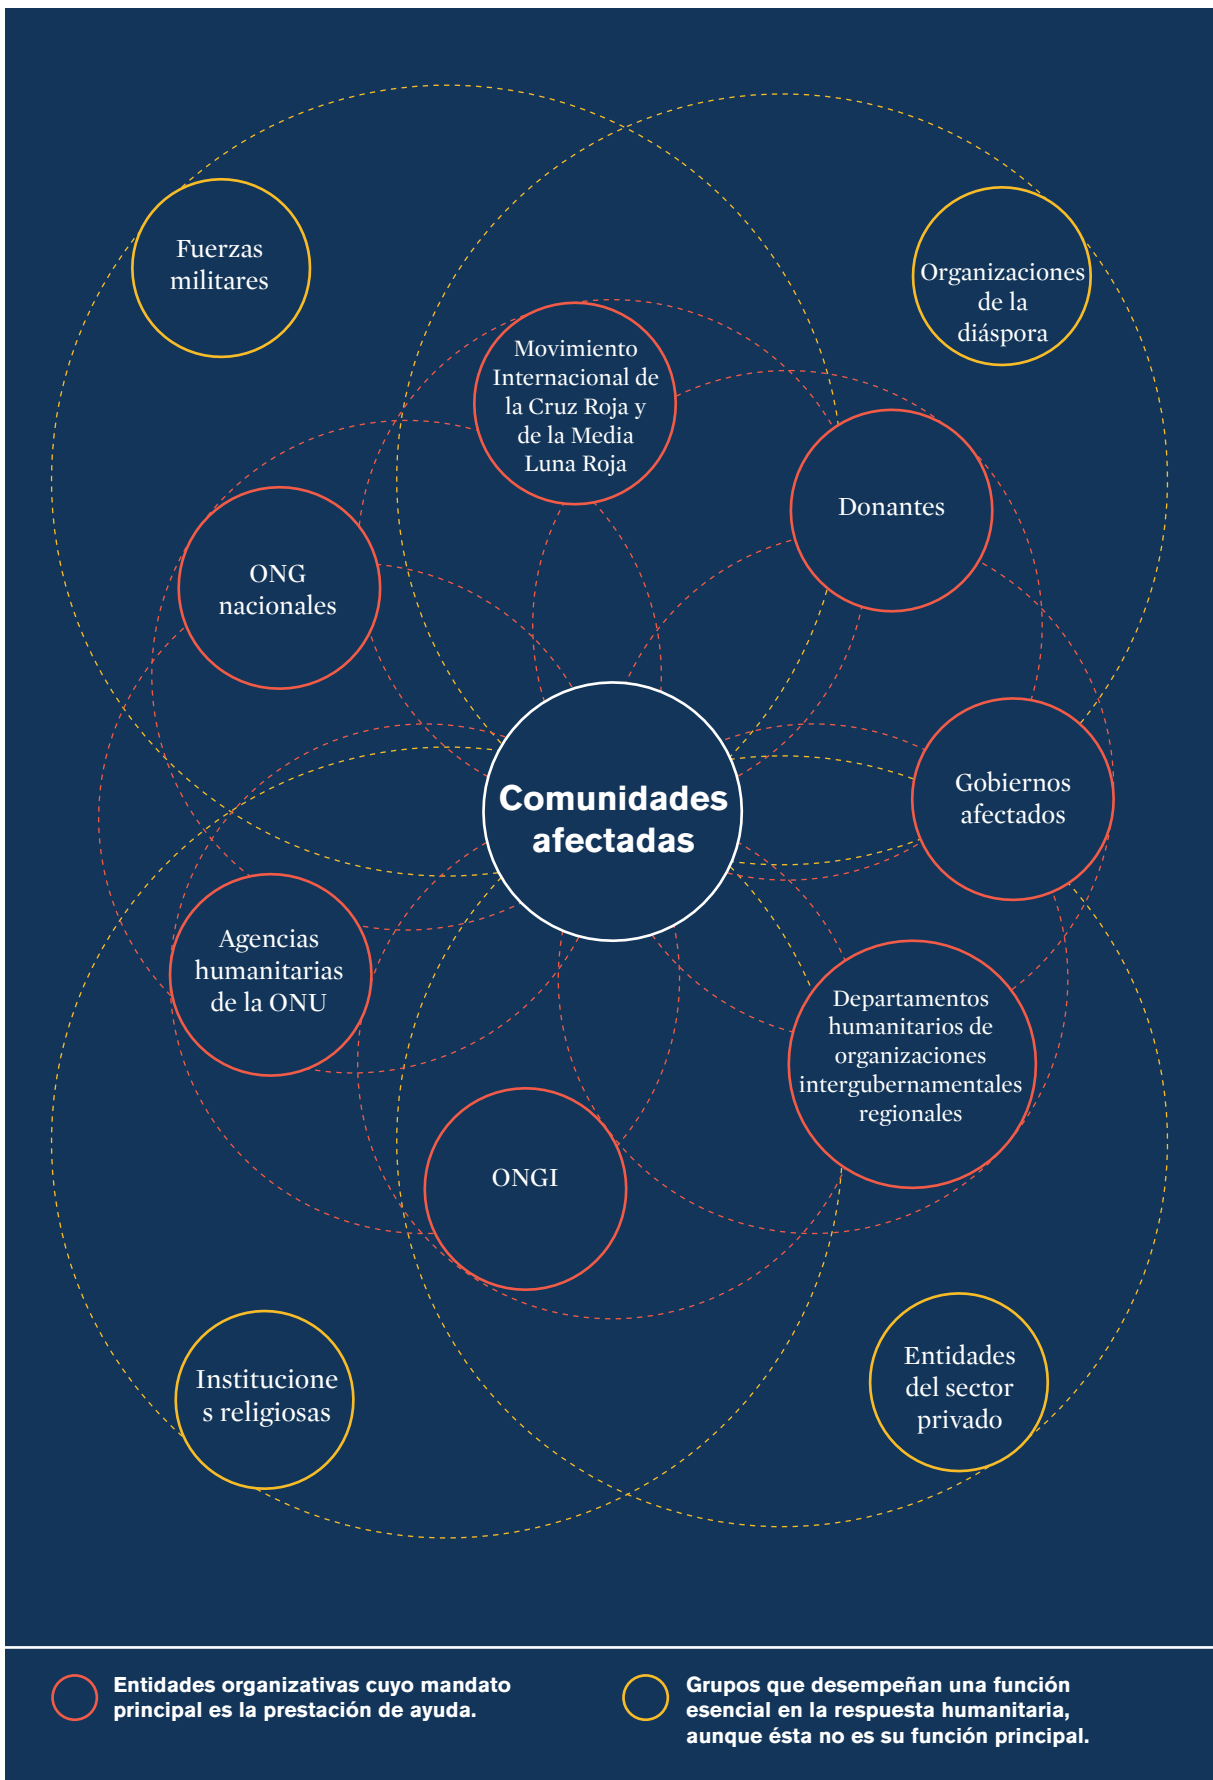 Fuerzas
militares
Organizaciones
de la
diáspora
Movimiento
Internacional de
la Cruz Roja y
de la Media
Luna Roja
Donantes
ONG
nacionales
Comunidades
afectadas
Gobiernos
afectados
Agencias
humanitarias
de la ONU
Departamentos
humanitarios de
organizaciones
intergubernamentales
regionales
ONGI
Institucione
s religiosas
Entidades
del sector
privado
Entidades organizativas cuyo mandato
principal es la prestación de ayuda.
Grupos que desempeñan una función
esencial en la respuesta humanitaria,
aunque ésta no es su función principal.